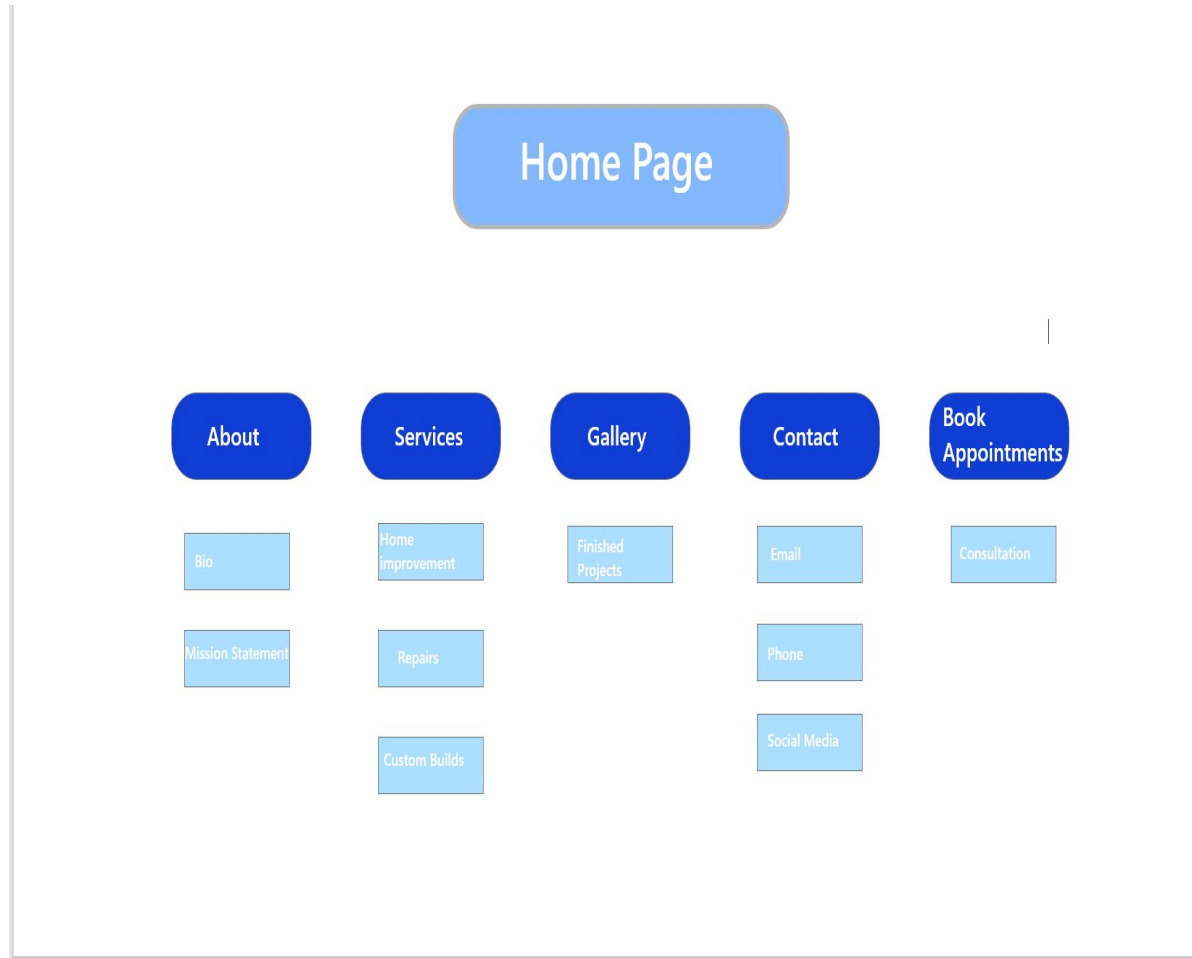 Home Page
About
Services
Gallery
Contact
Book
Appointments
Bio
Mission Statement
Home
improvement
Repairs
Custom Builds
Finished
Projects
Email
Phone
Social Media
Consultation